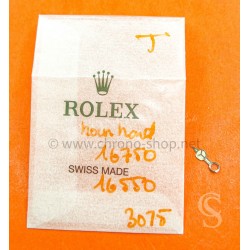 © www.chrono-shop.net
J
ROLEX
hour hand
16750
SWISS MADE
16550
3075